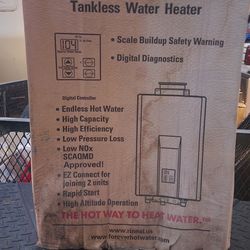 Tankless Water Heater
104
• Scale Buildup Safety Warning
• Digital Diagnostics
Digital Controller
• Endless Hot Water
• High Capacity
• High Efficiency
• Low Pressure Loss
• Low NOx
SCAQMD
Approved!
• EZ Connect for
joining 2 units
• Rapid Start
• High Altitude Operation
THE HOT WAY TO HEAT WATER.™
www.rinnai.us
www.foreverhotwater.com